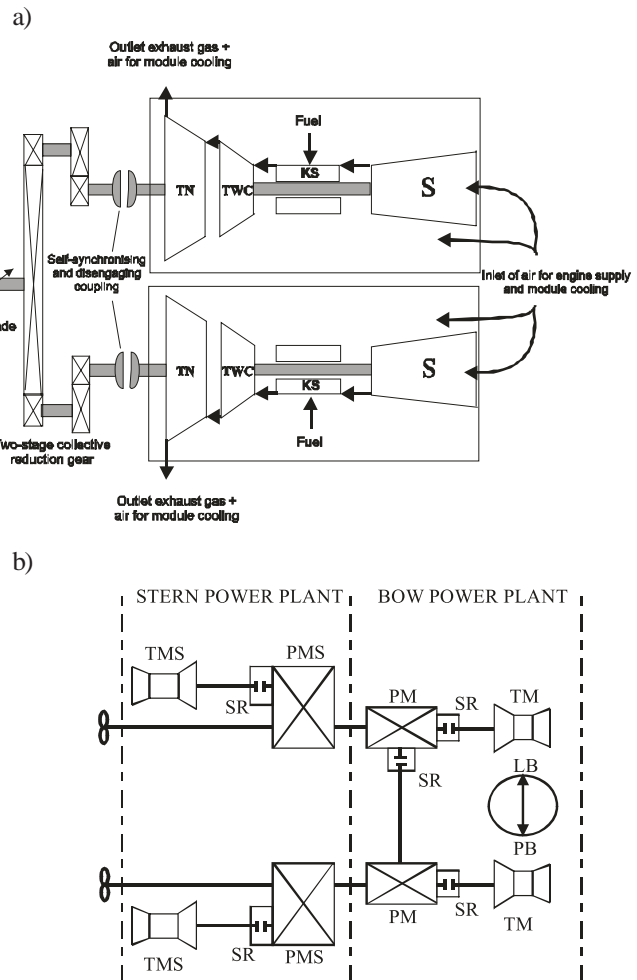 a)
Outlet exhaust gas +
air for module cooling
Fuel
KS
TN
TWC
S
Self-synchronising
and disengaging
coupling
Inlet of air for engine supply
and module cooling
TN
TWC
KS
S
Fuel
Two-stage collective
reduction gear
Outlet exhaust gas +
air for module cooling
b)
STERN POWER PLANT
BOW POWER PLANT
TMS
PMS
SR
PM
SR
TM
SR
LB
PB
PM
SR
TM
SR
PMS
TMS